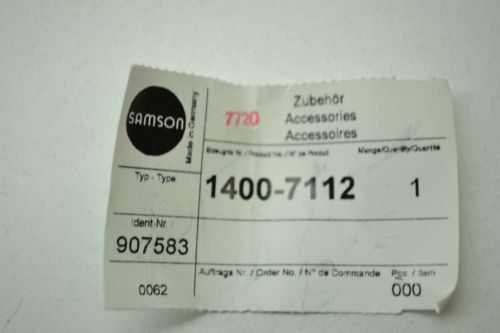 SAMSON
Made in Germany
7720
Zubehör
Accessories
Accessoires
Typ - Type
Erzeugnis Nr. / Product No. / N° de Produit
Menge/Quantity/Quantité
1400-7112
1
Ident-Nr.
907583
Auftrags Nr. / Order No. / N° de Commande
Pos. / Item
0062
000